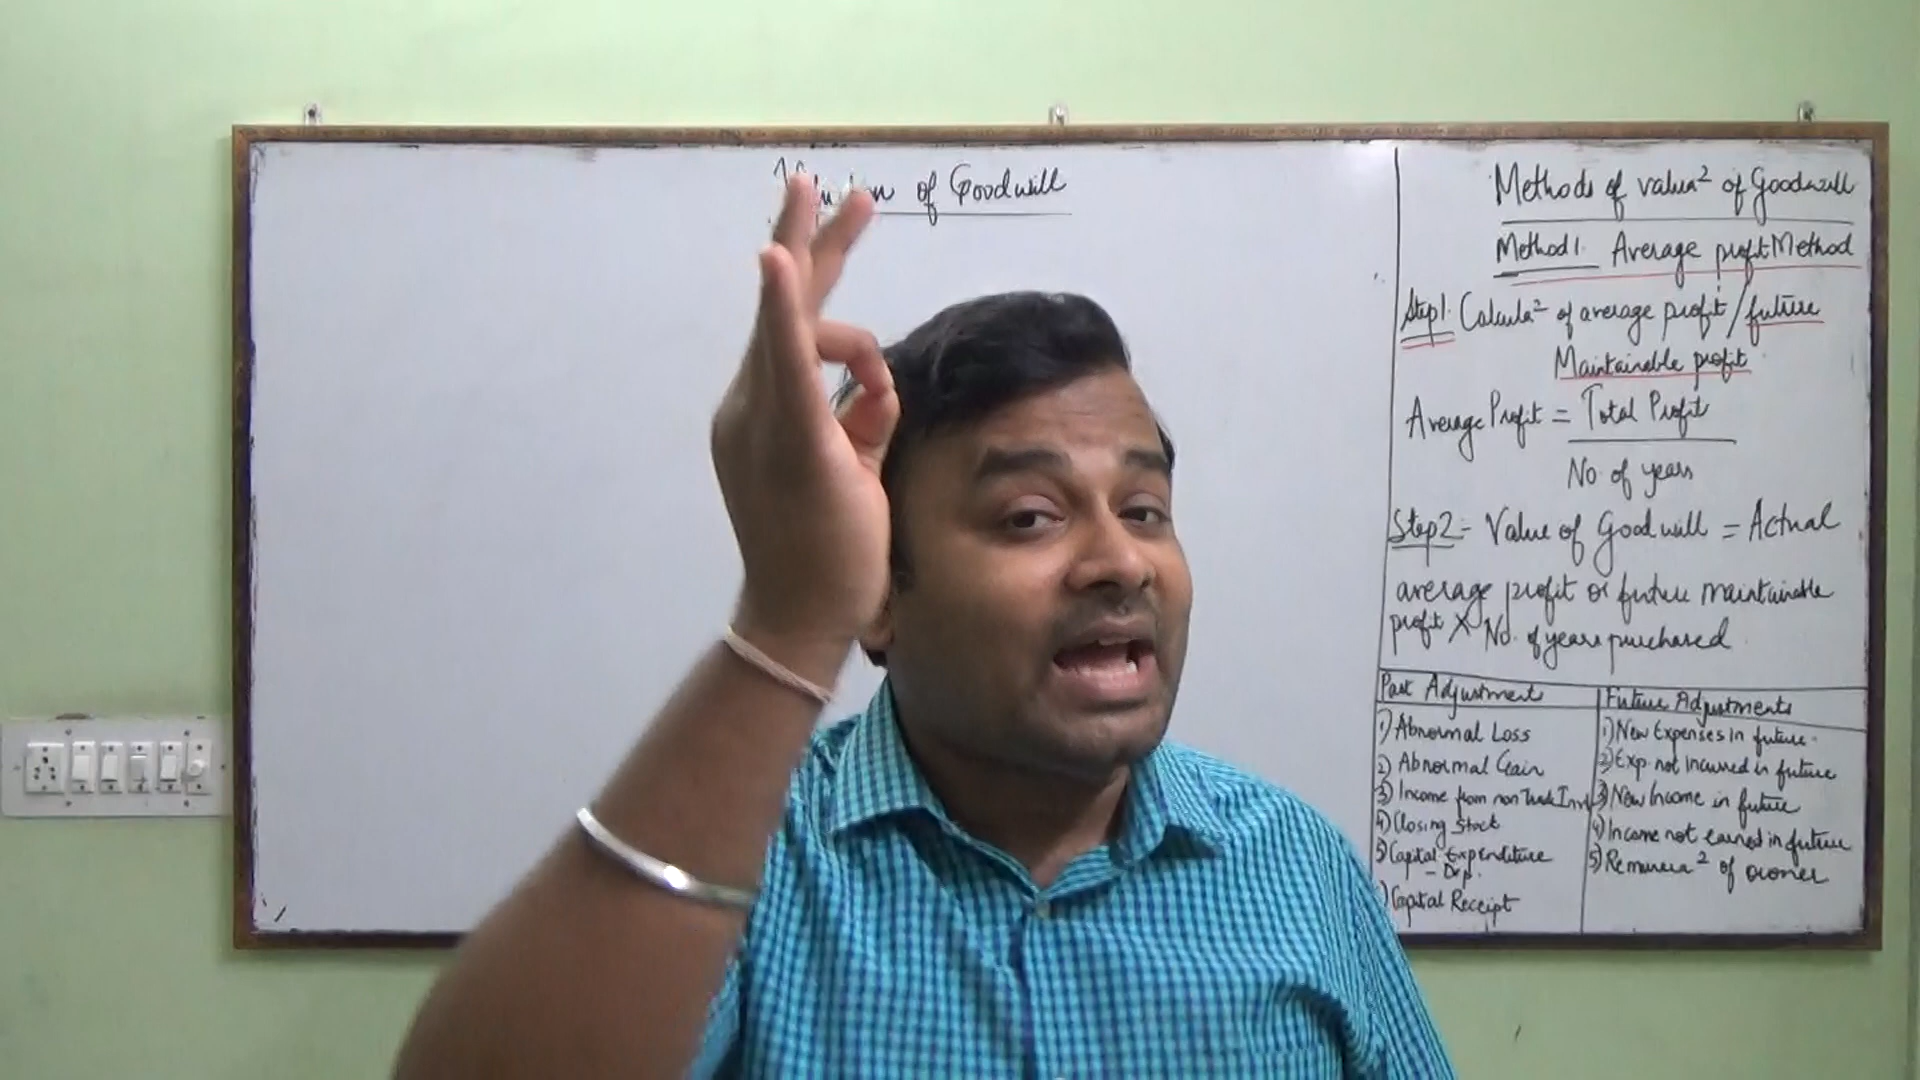 of Goodwill
Methods of valua² of Goodwill
Method 1. Average profit Method
Step 1. Calcula² of average profit / future
Maintainable profit
Average Profit = Total Profit
No. of years
Step 2 - Value of Goodwill = Actual
average profit or future maintainable
profit X No. of years purchased
Past Adjustment
1) Abnormal Loss
2) Abnormal Gain
3) Income from non Trade Inv
4) Closing Stock
5) Capital Expenditure
- Dep.
) Capital Receipt
Future Adjustments
1) New Expenses in future.
2) Exp. not incurred in future
3) New Income in future
4) Income not earned in future
5) Remunera² of owner